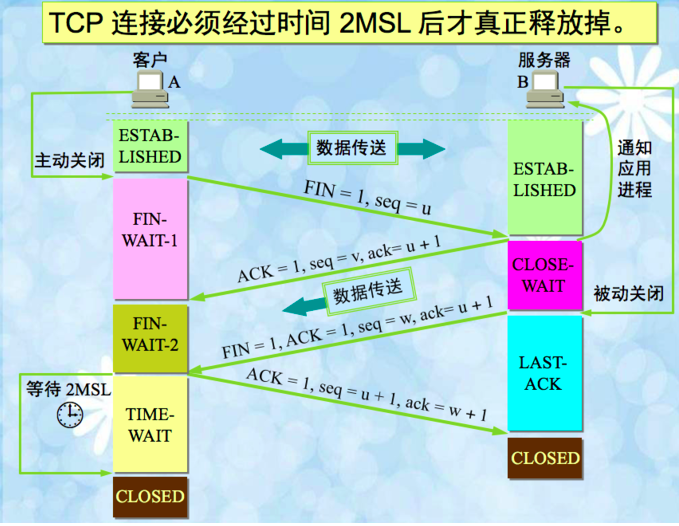 TCP 连接必须经过时间 2MSL 后才真正释放掉。
客户
A
服务器
B
主动关闭
ESTAB-
LISHED
数据传送
ESTAB-
LISHED
通知
应用
进程
FIN = 1, seq = u
FIN-
WAIT-1
ACK = 1, seq = v, ack= u + 1
CLOSE-
WAIT
数据传送
被动关闭
FIN-
WAIT-2
FIN = 1, ACK = 1, seq = w, ack= u + 1
LAST-
ACK
等待 2MSL
ACK = 1, seq = u + 1, ack = w + 1
TIME-
WAIT
CLOSED
CLOSED